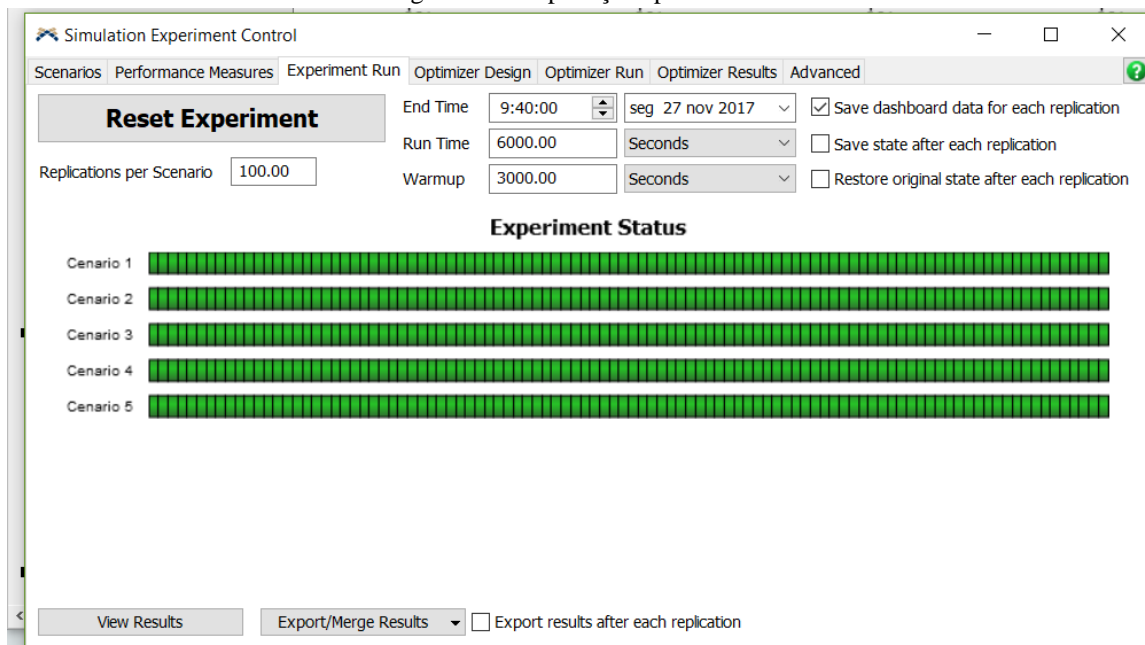 Simulation Experiment Control
Scenarios Performance Measures Experiment Run Optimizer Design Optimizer Run Optimizer Results Advanced
Reset Experiment
End Time 9:40:00 seg 27 nov 2017 Save dashboard data for each replication
Run Time 6000.00 Seconds Save state after each replication
Replications per Scenario 100.00
Warmup 3000.00 Seconds Restore original state after each replication
Experiment Status
Cenario 1
Cenario 2
Cenario 3
Cenario 4
Cenario 5
View Results Export/Merge Results Export results after each replication